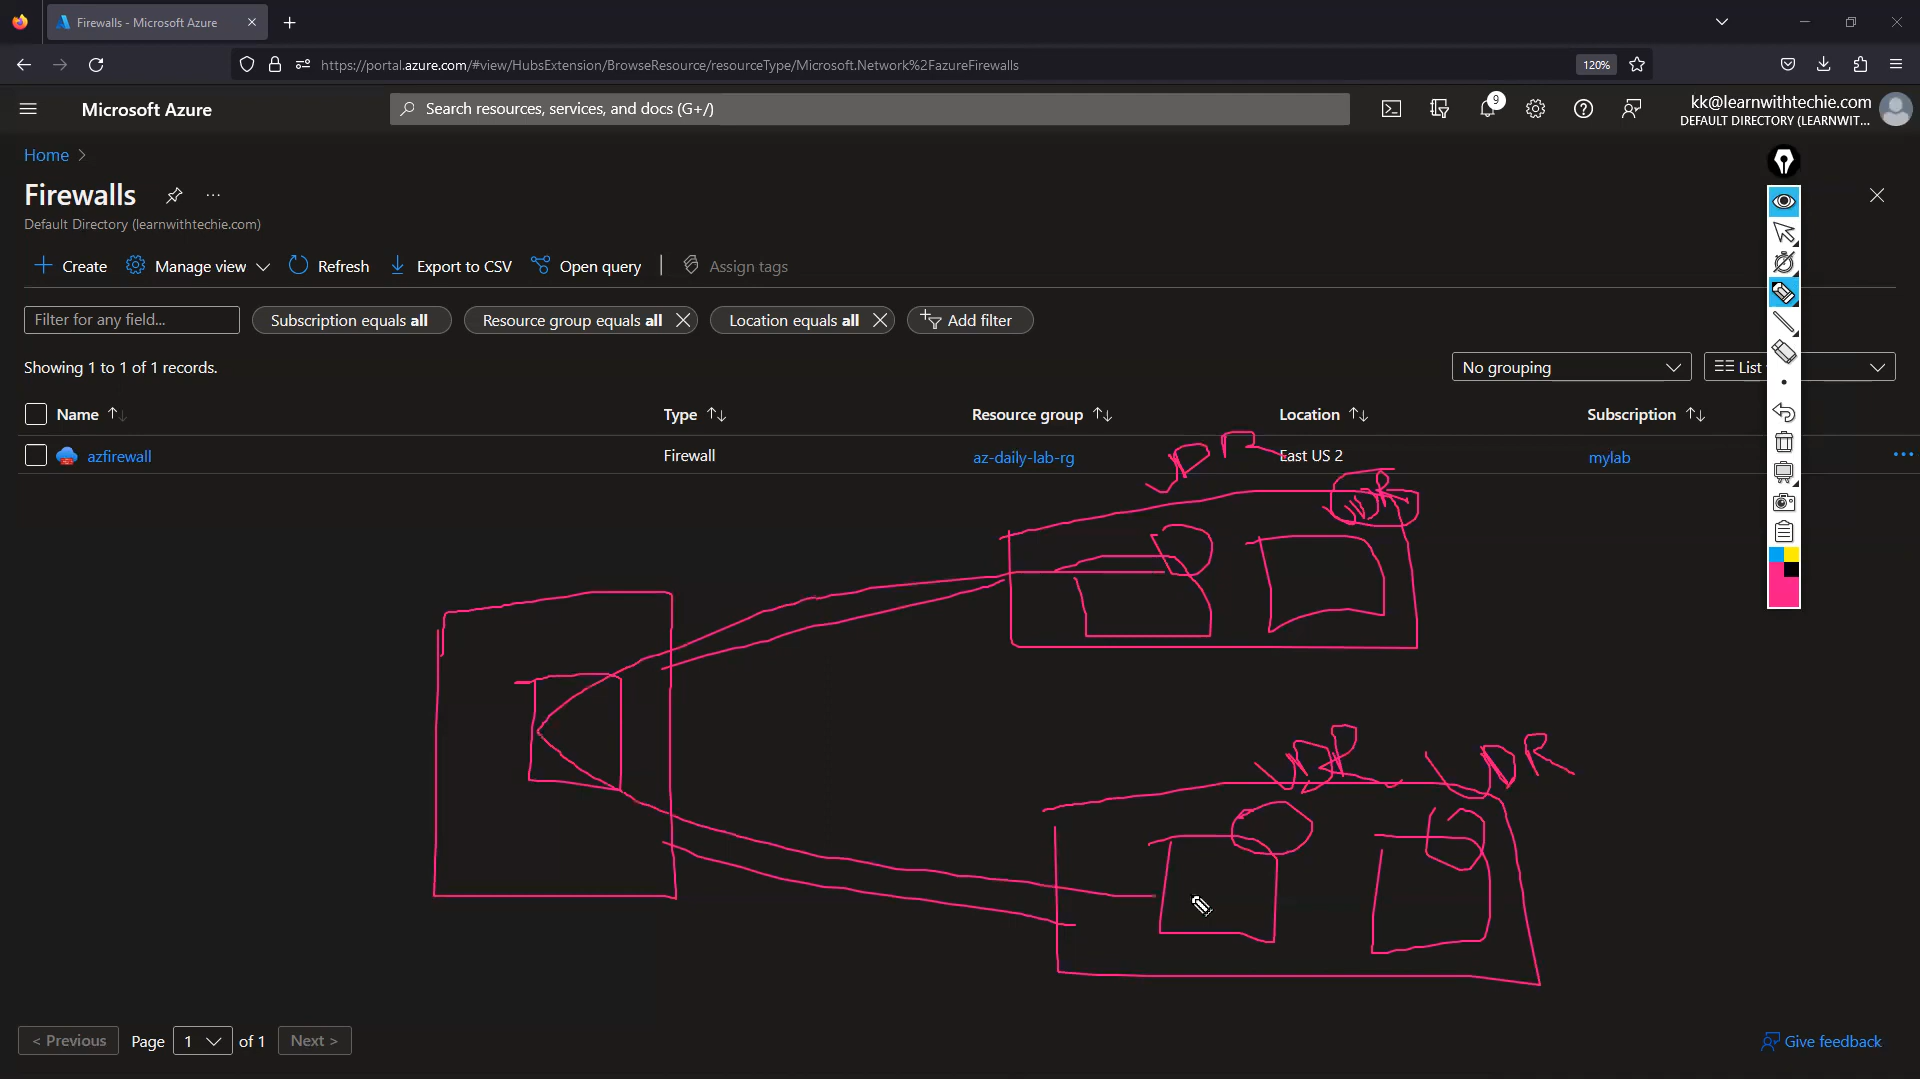 Firewalls - Microsoft Azure
https://portal.azure.com/#view/HubsExtension/BrowseResource/resourceType/Microsoft.Network%2FazureFirewalls
120%
Microsoft Azure
Search resources, services, and docs (G+/)
9
kk@learnwithtechie.com
DEFAULT DIRECTORY (LEARNWIT...
Home >
Firewalls
...
Default Directory (learnwithtechie.com)
Create
Manage view
Refresh
Export to CSV
Open query
Assign tags
Filter for any field...
Subscription equals all
Resource group equals all
Location equals all
Add filter
Showing 1 to 1 of 1 records.
No grouping
List
Name
Type
Resource group
Location
Subscription
azfirewall
Firewall
az-daily-lab-rg
East US 2
mylab
...
UDR
UDR
UDR
UDR
< Previous
Page 1 of 1
Next >
Give feedback